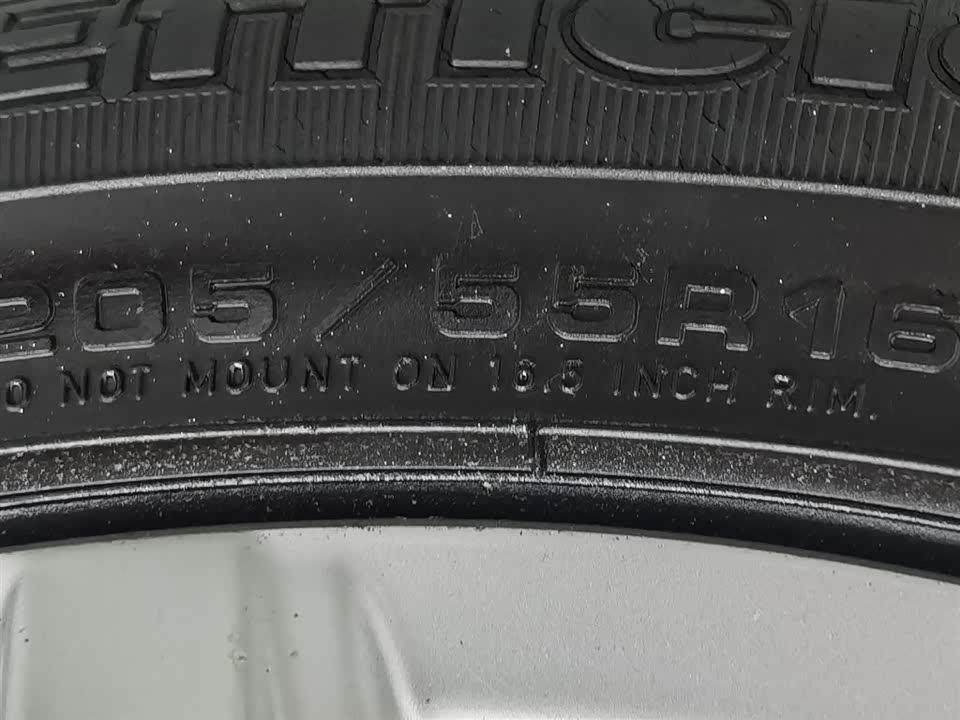 205/55R16
NOT MOUNT ON 16.5 INCH RIM.